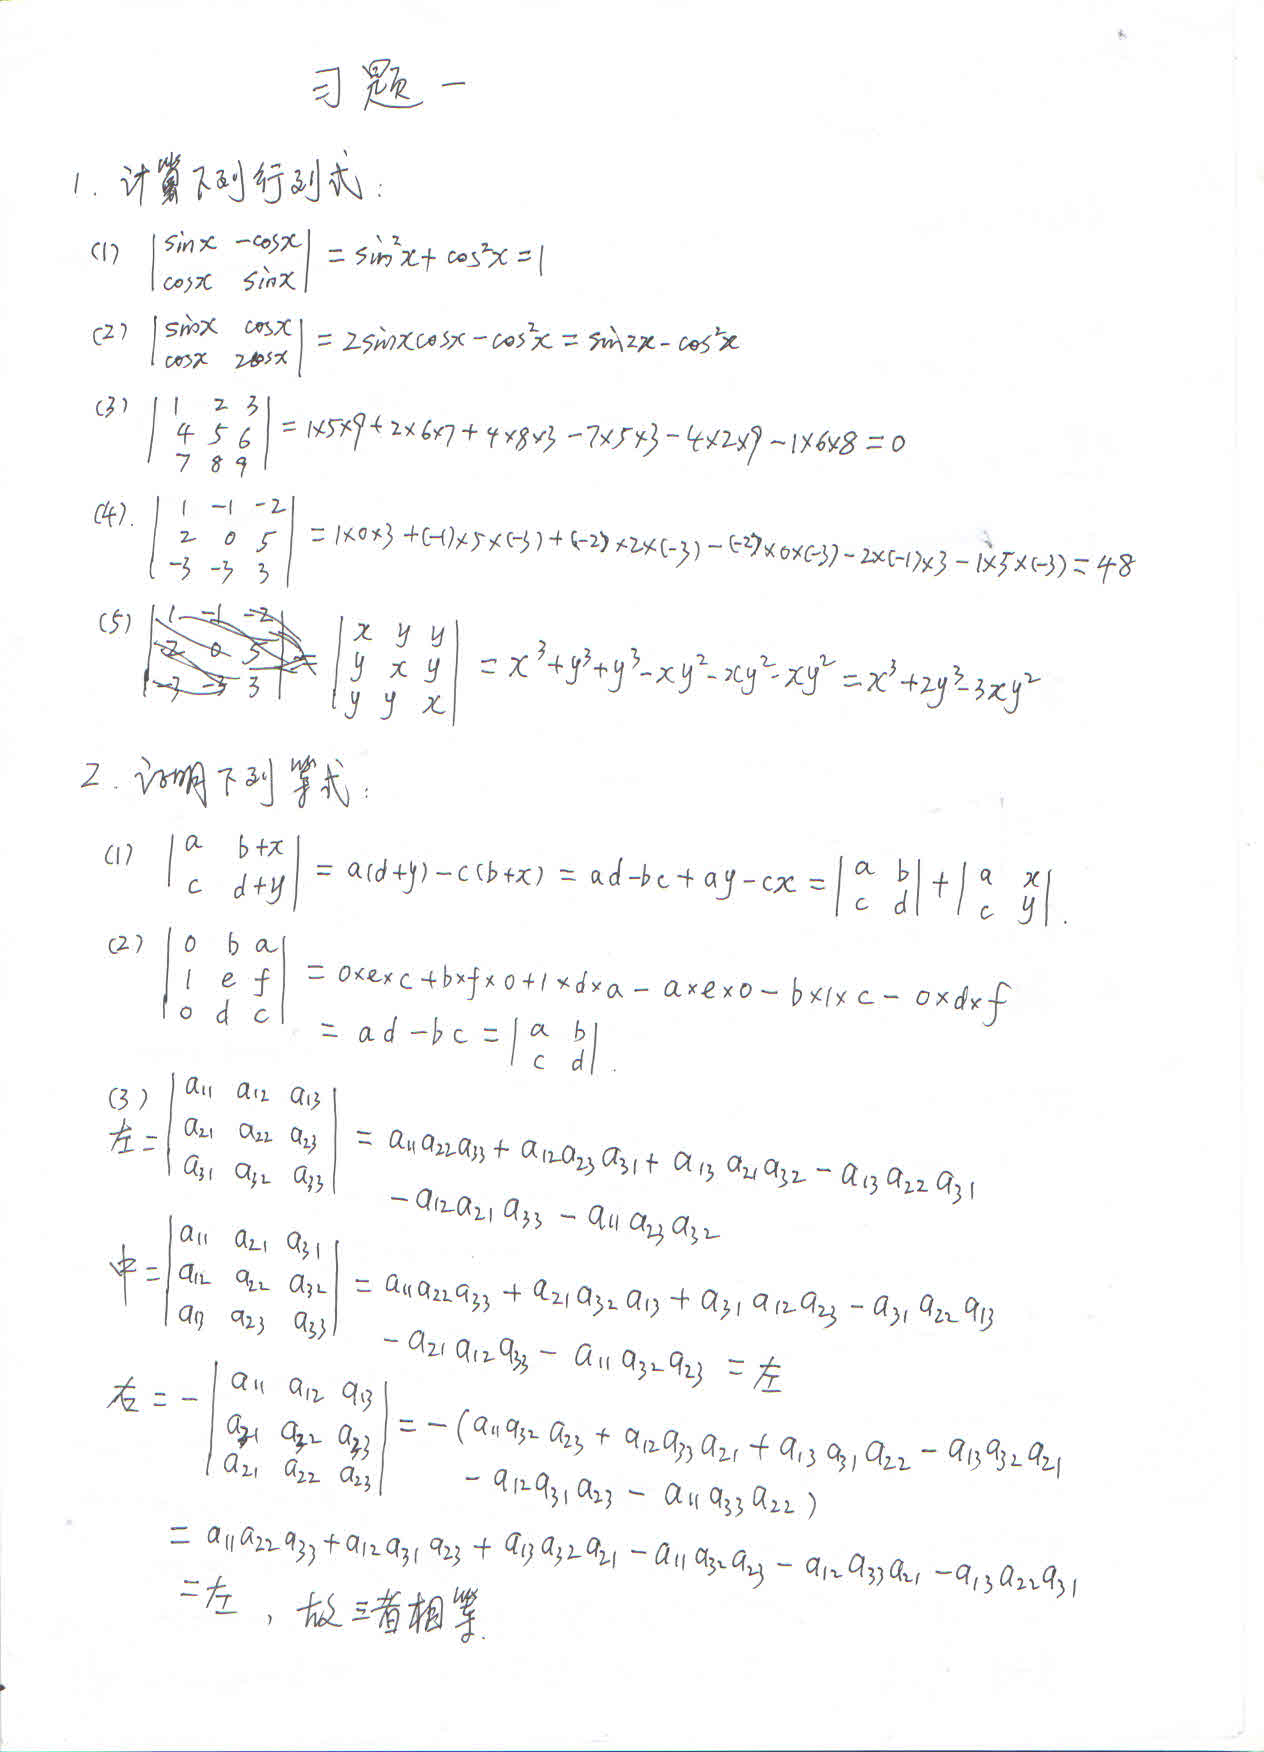 习题一
1. 计算下列行列式:
(1) |sinx -cosx; cosx sinx| = sin²x + cos²x = 1
(2) |sinx cosx; cosx 2cosx| = 2sinxcosx - cos²x = sin2x - cos²x
(3) |1 2 3; 4 5 6; 7 8 9| = 1×5×9 + 2×6×7 + 4×8×3 - 7×5×3 - 4×2×9 - 1×6×8 = 0
(4). |1 -1 -2; 2 0 5; -3 -3 3| = 1×0×3 + (-1)×5×(-3) + (-2)×2×(-3) - (-2)×0×(-3) - 2×(-1)×3 - 1×5×(-3) = 48
(5) |1 -1 -2; 2 0 5; -3 -3 3| = |x y y; y x y; y y x| = x³+y³+y³-xy²-xy²-xy² = x³+2y³-3xy²
2. 证明下列等式:
(1) |a b+x; c d+y| = a(d+y) - c(b+x) = ad-bc+ay-cx = |a b; c d| + |a x; c y|.
(2) |0 b a; 1 e f; 0 d c| = 0×e×c + b×f×0 + 1×d×a - a×e×0 - b×1×c - 0×d×f
= ad-bc = |a b; c d|.
(3)
左= |a₁₁ a₁₂ a₁₃; a₂₁ a₂₂ a₂₃; a₃₁ a₃₂ a₃₃| = a₁₁a₂₂a₃₃ + a₁₂a₂₃a₃₁ + a₁₃a₂₁a₃₂ - a₁₃a₂₂a₃₁
- a₁₂a₂₁a₃₃ - a₁₁a₂₃a₃₂
中= |a₁₁ a₂₁ a₃₁; a₁₂ a₂₂ a₃₂; a₁₃ a₂₃ a₃₃| = a₁₁a₂₂a₃₃ + a₂₁a₃₂a₁₃ + a₃₁a₁₂a₂₃ - a₃₁a₂₂a₁₃
- a₂₁a₁₂a₃₃ - a₁₁a₃₂a₂₃ = 左
右= - |a₁₁ a₁₂ a₁₃; a₃₁ a₃₂ a₃₃; a₂₁ a₂₂ a₂₃| = -(a₁₁a₃₂a₂₃ + a₁₂a₃₃a₂₁ + a₁₃a₃₁a₂₂ - a₁₃a₃₂a₂₁
- a₁₂a₃₁a₂₃ - a₁₁a₃₃a₂₂)
= a₁₁a₂₂a₃₃ + a₁₂a₃₁a₂₃ + a₁₃a₃₂a₂₁ - a₁₁a₃₂a₂₃ - a₁₂a₃₃a₂₁ - a₁₃a₂₂a₃₁
=左, 故三者相等.